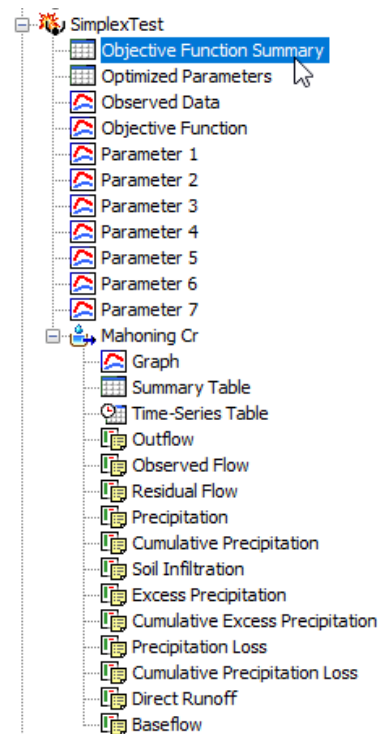 SimplexTest
Objective Function Summary
Optimized Parameters
Observed Data
Objective Function
Parameter 1
Parameter 2
Parameter 3
Parameter 4
Parameter 5
Parameter 6
Parameter 7
Mahoning Cr
Graph
Summary Table
Time-Series Table
Outflow
Observed Flow
Residual Flow
Precipitation
Cumulative Precipitation
Soil Infiltration
Excess Precipitation
Cumulative Excess Precipitation
Precipitation Loss
Cumulative Precipitation Loss
Direct Runoff
Baseflow